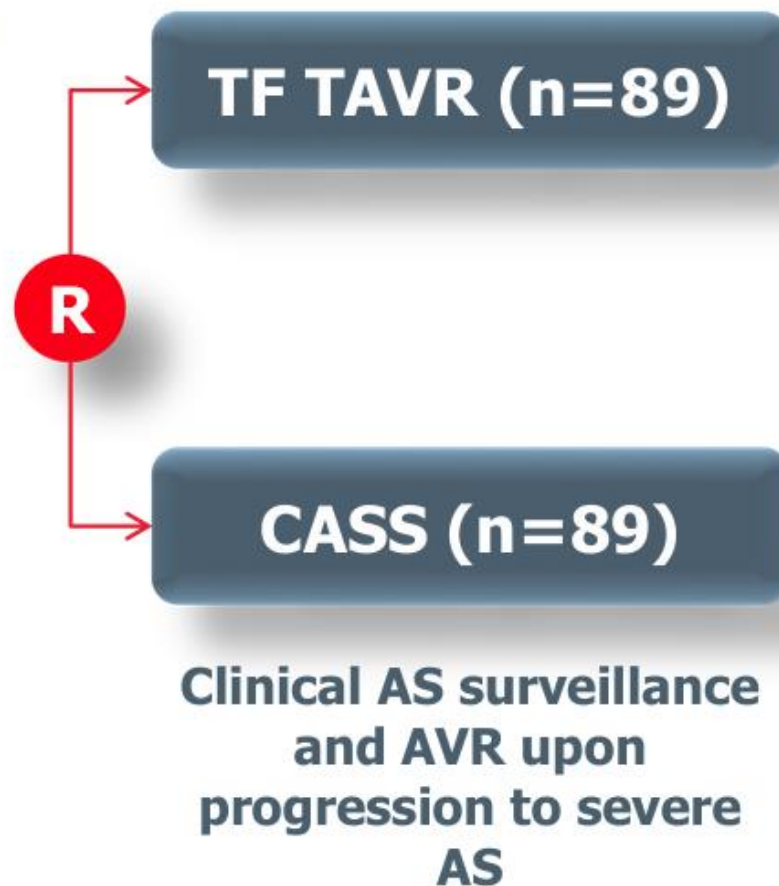 TF TAVR (n=89)
R
CASS (n=89)
Clinical AS surveillance
and AVR upon
progression to severe
AS